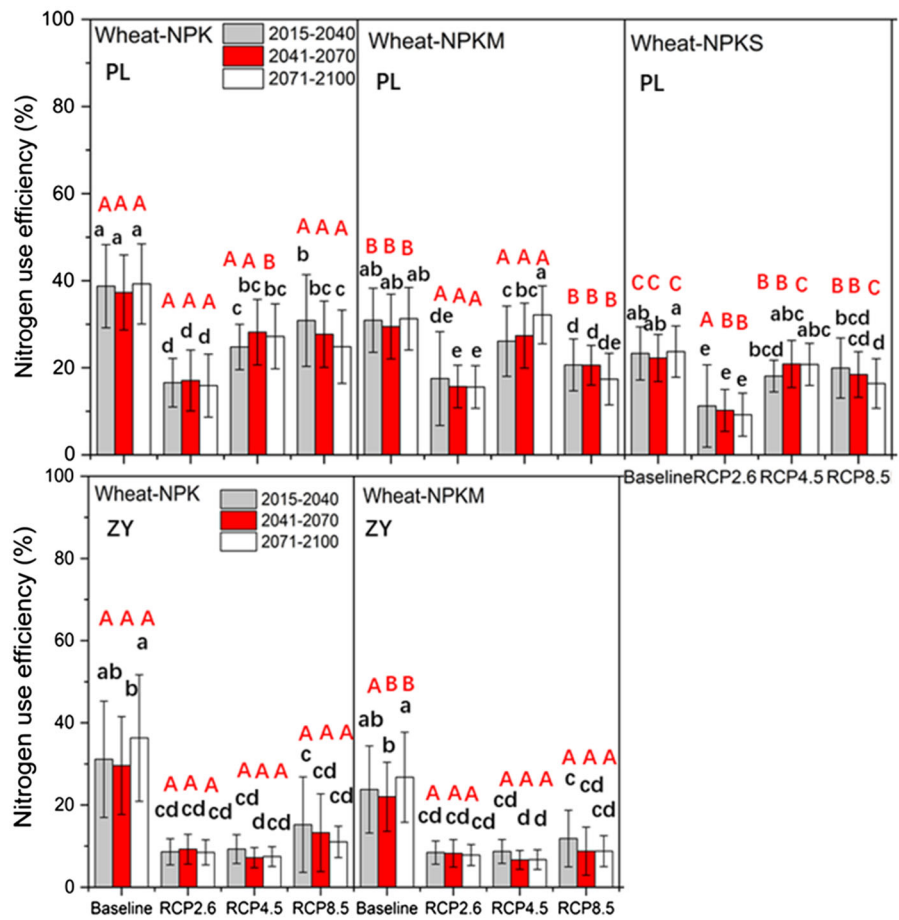 100
80
60
40
20
0
Nitrogen use efficiency (%)
Wheat-NPK
PL
2015-2040
2041-2070
2071-2100
A A A
a a a
A A A
d d d
A A B
c bc bc
A A A
b bc c
Wheat-NPKM
PL
B B B
ab ab ab
A A A
de e e
A A A
c bc a
B B B
d d de
Wheat-NPKS
PL
C C C
ab ab a
A B B
e e e
B B C
bcd abc abc
B B C
bcd cd d
Baseline RCP2.6 RCP4.5 RCP8.5
100
80
60
40
20
0
Nitrogen use efficiency (%)
Wheat-NPK
ZY
2015-2040
2041-2070
2071-2100
A A A
ab b a
A A A
cd cd cd
A A A
cd d cd
A A A
c cd cd
Baseline RCP2.6 RCP4.5 RCP8.5
Wheat-NPKM
ZY
A B B
ab b a
A A A
cd cd cd
A A A
cd d d
A A A
c cd cd
Baseline RCP2.6 RCP4.5 RCP8.5